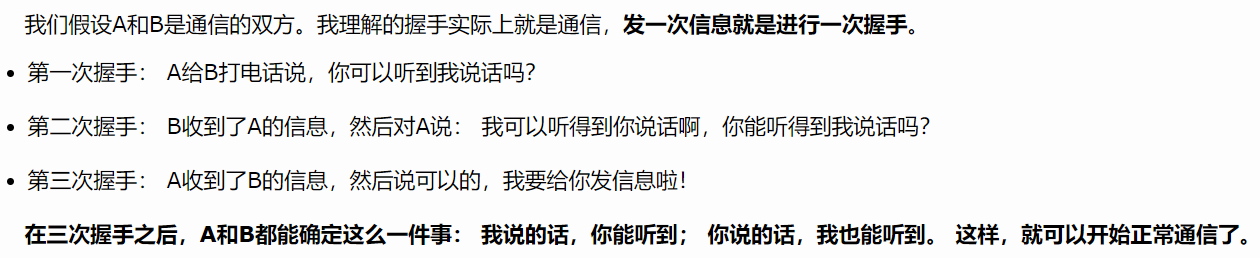 我们假设A和B是通信的双方。我理解的握手实际上就是通信，发一次信息就是进行一次握手。
第一次握手： A给B打电话说，你可以听到我说话吗？
第二次握手： B收到了A的信息，然后对A说： 我可以听得到你说话啊，你能听得到我说话吗？
第三次握手： A收到了B的信息，然后说可以的，我要给你发信息啦！
在三次握手之后，A和B都能确定这么一件事： 我说的话，你能听到； 你说的话，我也能听到。 这样，就可以开始正常通信了。